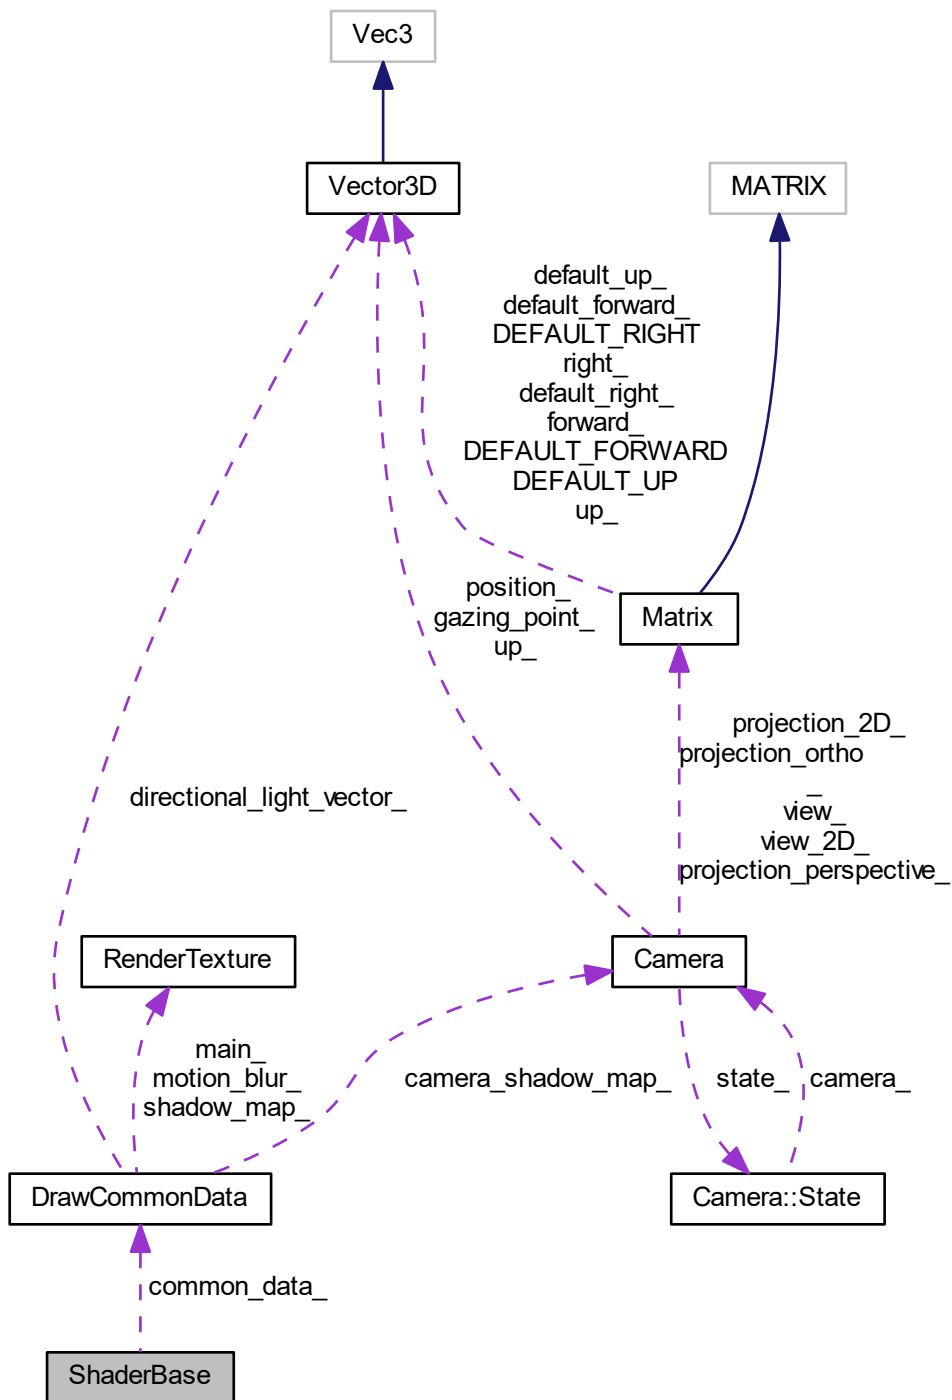 Vec3
Vector3D
MATRIX
default_up_
default_forward_
DEFAULT_RIGHT
right_
default_right_
forward_
DEFAULT_FORWARD
DEFAULT_UP
up_
position_
gazing_point_
up_
Matrix
projection_2D_
projection_ortho
_
view_
view_2D_
projection_perspective_
directional_light_vector_
RenderTexture
Camera
main_
motion_blur_
shadow_map_
camera_shadow_map_
state_
camera_
DrawCommonData
Camera::State
common_data_
ShaderBase